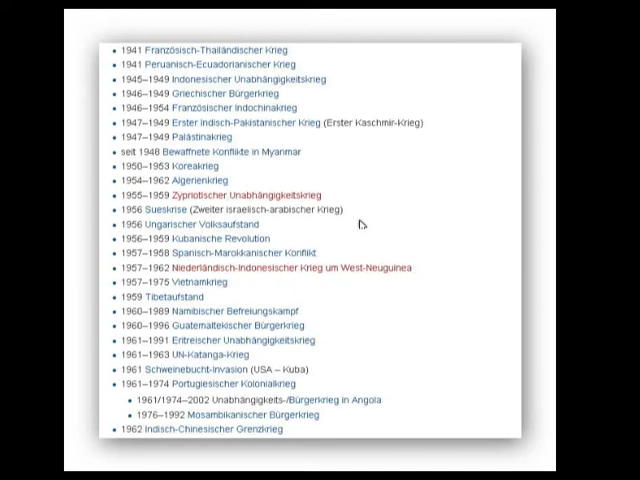 1941 Französisch-Thailändischer Krieg
1941 Peruanisch-Ecuadorianischer Krieg
1945–1949 Indonesischer Unabhängigkeitskrieg
1946–1949 Griechischer Bürgerkrieg
1946–1954 Französischer Indochinakrieg
1947–1949 Erster Indisch-Pakistanischer Krieg (Erster Kaschmir-Krieg)
1947–1949 Palästinakrieg
seit 1948 Bewaffnete Konflikte in Myanmar
1950–1953 Koreakrieg
1954–1962 Algerienkrieg
1955–1959 Zypriotischer Unabhängigkeitskrieg
1956 Sueskrise (Zweiter israelisch-arabischer Krieg)
1956 Ungarischer Volksaufstand
1956–1959 Kubanische Revolution
1957–1958 Spanisch-Marokkanischer Konflikt
1957–1962 Niederländisch-Indonesischer Krieg um West-Neuguinea
1957–1975 Vietnamkrieg
1959 Tibetaufstand
1960–1989 Namibischer Befreiungskampf
1960–1996 Guatemaltekischer Bürgerkrieg
1961–1991 Eritreischer Unabhängigkeitskrieg
1961–1963 UN-Katanga-Krieg
1961 Schweinebucht-Invasion (USA – Kuba)
1961–1974 Portugiesischer Kolonialkrieg
1961/1974–2002 Unabhängigkeits-/Bürgerkrieg in Angola
1976–1992 Mosambikanischer Bürgerkrieg
1962 Indisch-Chinesischer Grenzkrieg